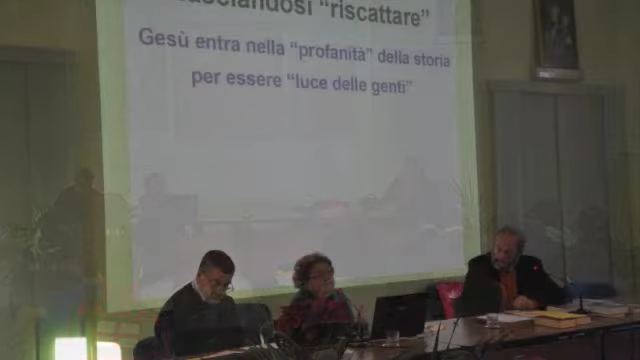 “riscattare”
Gesù entra nella “profanità” della storia
per essere “luce delle genti”